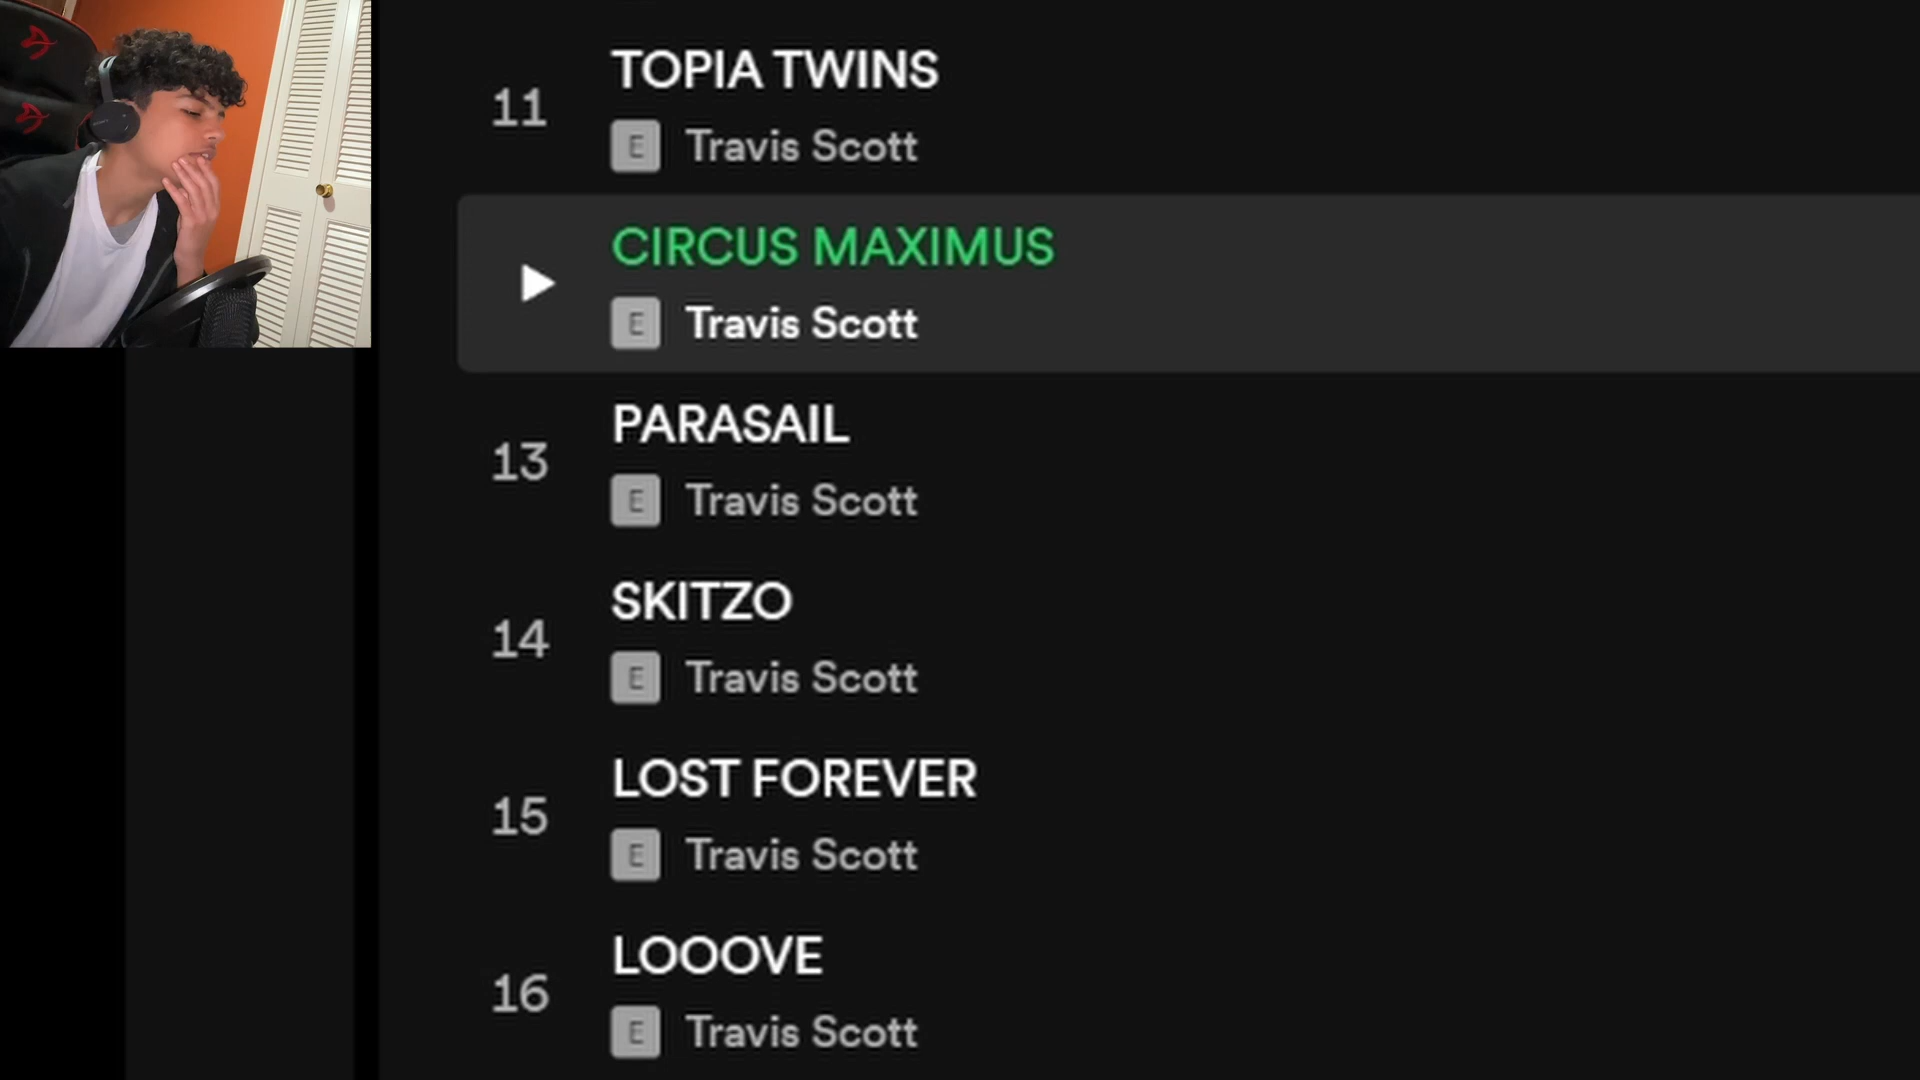 TOPIA TWINS
11
E Travis Scott
CIRCUS MAXIMUS
E Travis Scott
PARASAIL
13
E Travis Scott
SKITZO
14
E Travis Scott
LOST FOREVER
15
E Travis Scott
LOOOVE
16
E Travis Scott